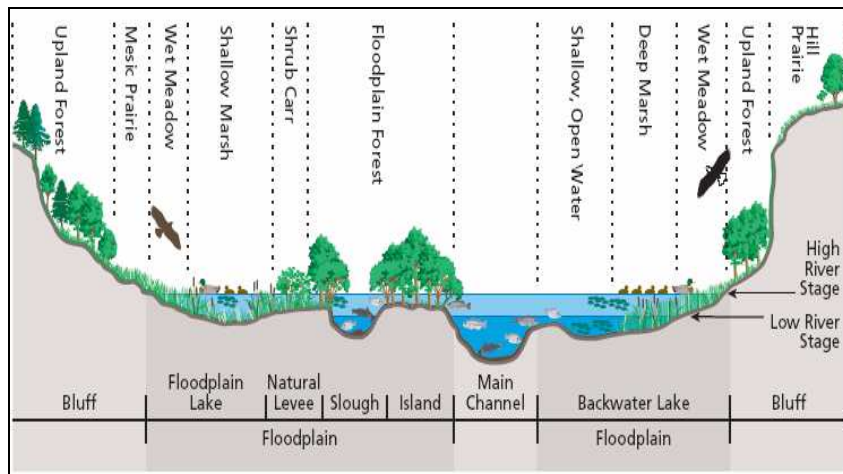 Upland Forest
Mesic Prairie
Wet Meadow
Shallow Marsh
Shrub Carr
Floodplain Forest
Shallow, Open Water
Deep Marsh
Wet Meadow
Upland Forest
Hill
Prairie
High
River
Stage
Low River
Stage
Bluff
Floodplain
Lake
Natural
Levee
Slough
Island
Main
Channel
Backwater Lake
Bluff
Floodplain
Floodplain